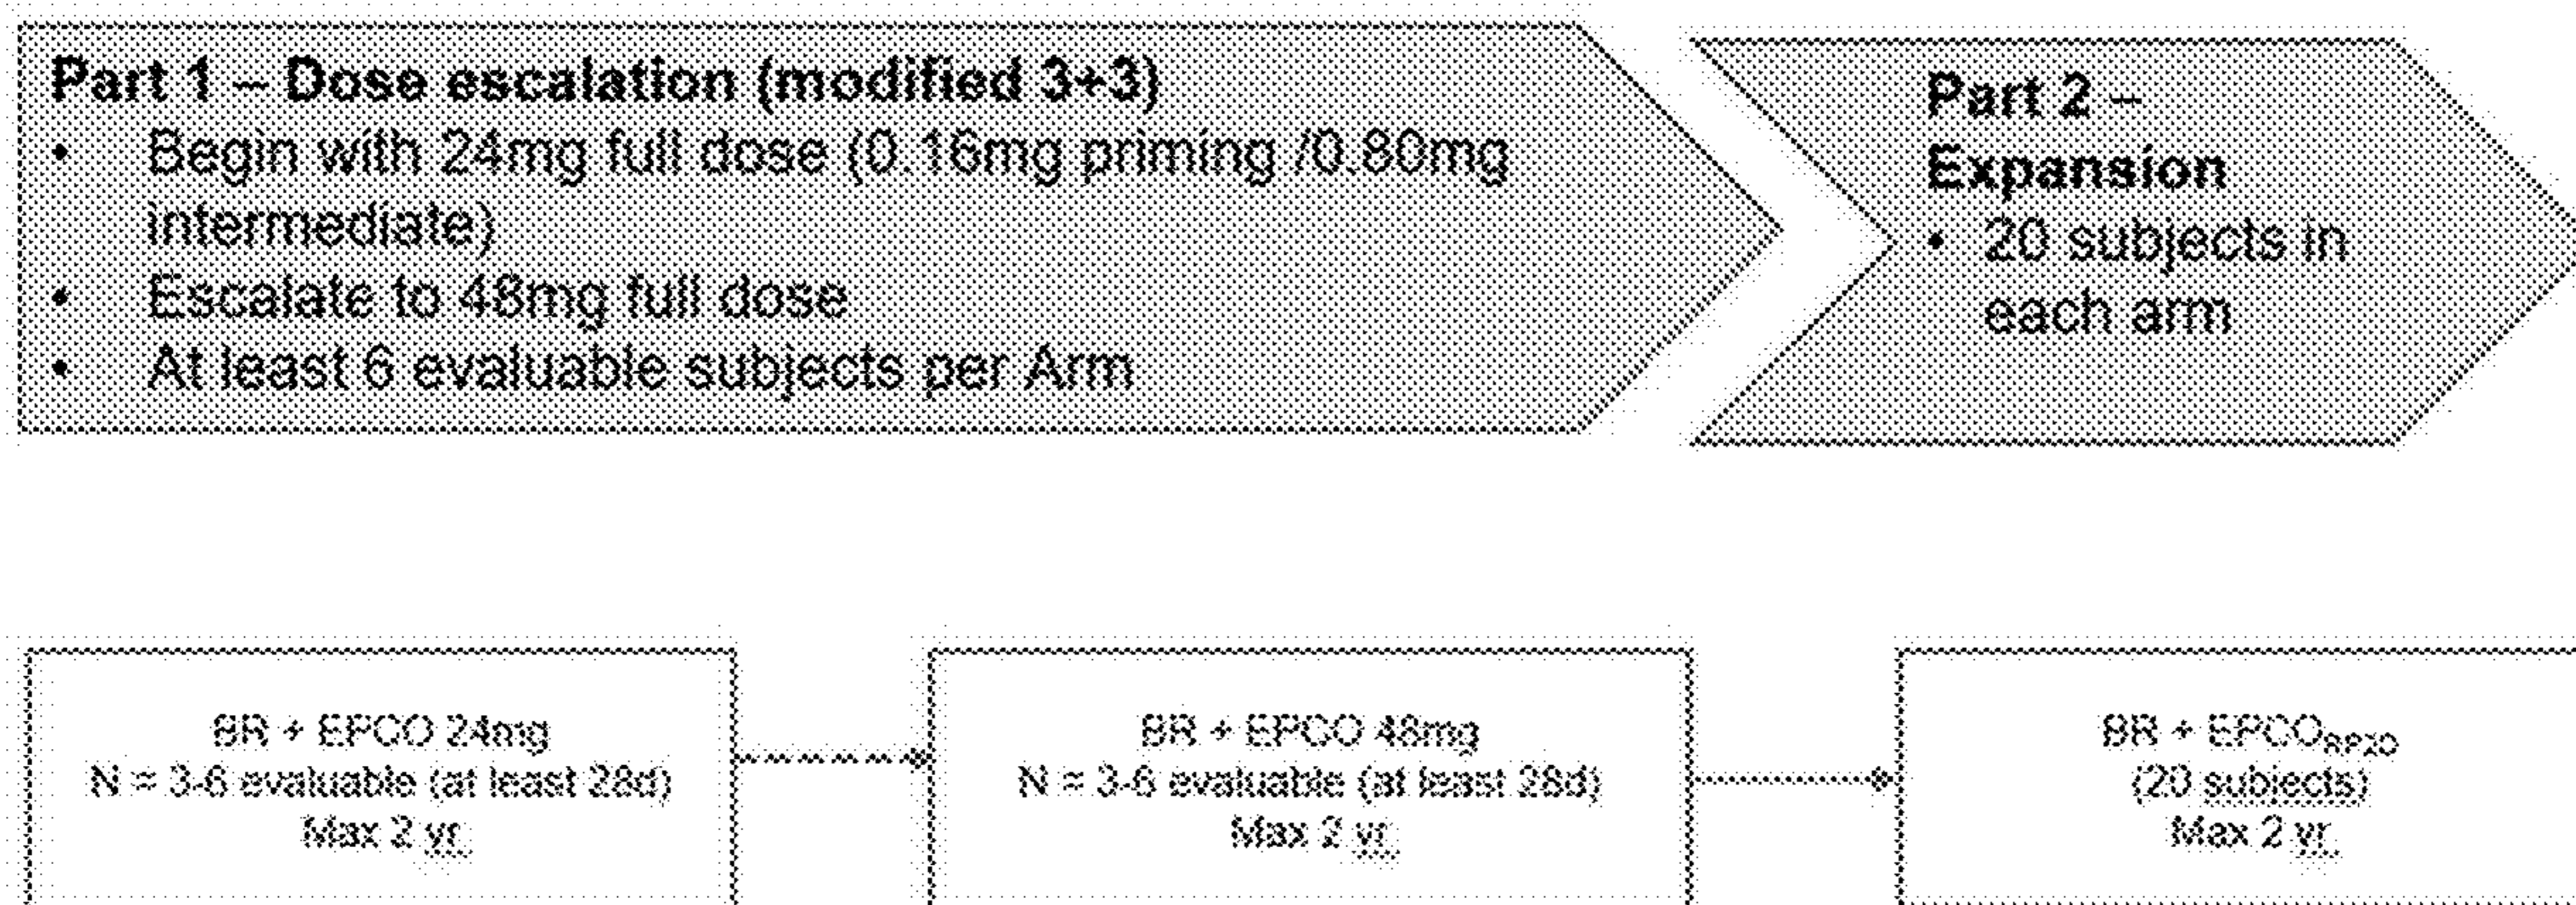 Part 1 – Dose escalation (modified 3+3)
• Begin with 24mg full dose (0.16mg priming /0.80mg
intermediate)
• Escalate to 48mg full dose
• At least 6 evaluable subjects per Arm
Part 2 –
Expansion
• 20 subjects in
each arm
BR + EPCO 24mg
N = 3-6 evaluable (at least 28d)
Max 2 yr
BR + EPCO 48mg
N = 3-6 evaluable (at least 28d)
Max 2 yr
BR + EPCORP2D
(20 subjects)
Max 2 yr